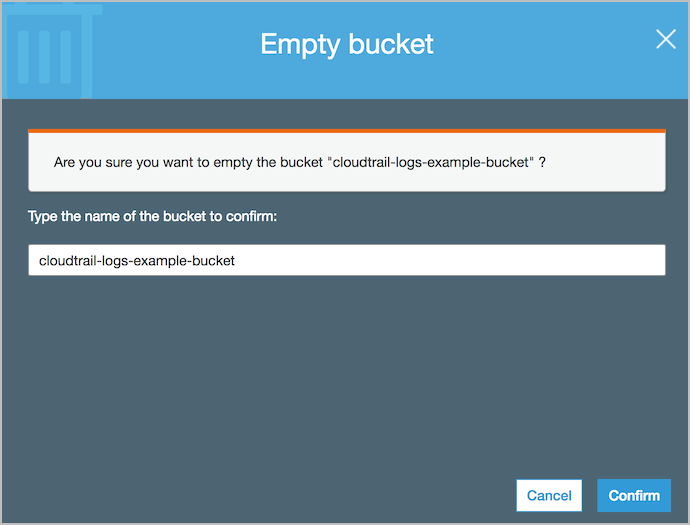 Empty bucket
Are you sure you want to empty the bucket "cloudtrail-logs-example-bucket" ?
Type the name of the bucket to confirm:
cloudtrail-logs-example-bucket
Cancel
Confirm